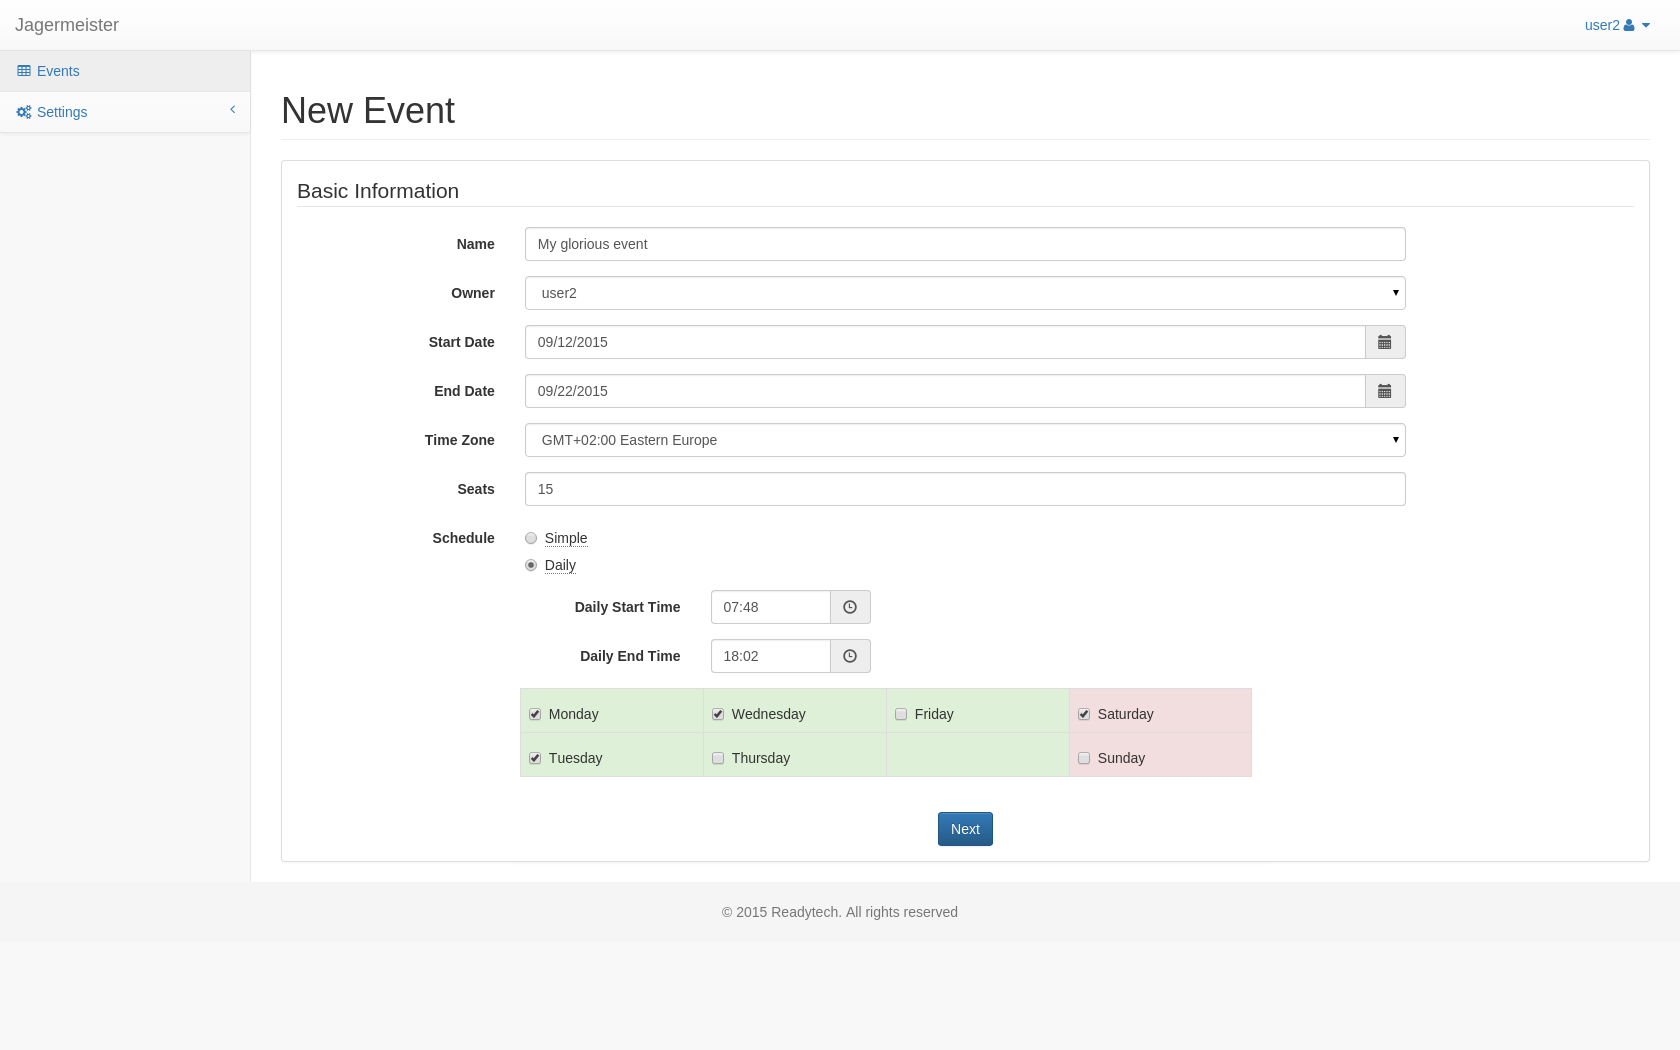 Jagermeister
user2
Events
Settings
New Event
Basic Information
Name My glorious event
Owner user2
Start Date 09/12/2015
End Date 09/22/2015
Time Zone GMT+02:00 Eastern Europe
Seats 15
Schedule Simple
Daily
Daily Start Time 07:48
Daily End Time 18:02
Monday Wednesday Friday Saturday
Tuesday Thursday Sunday
Next
© 2015 Readytech. All rights reserved